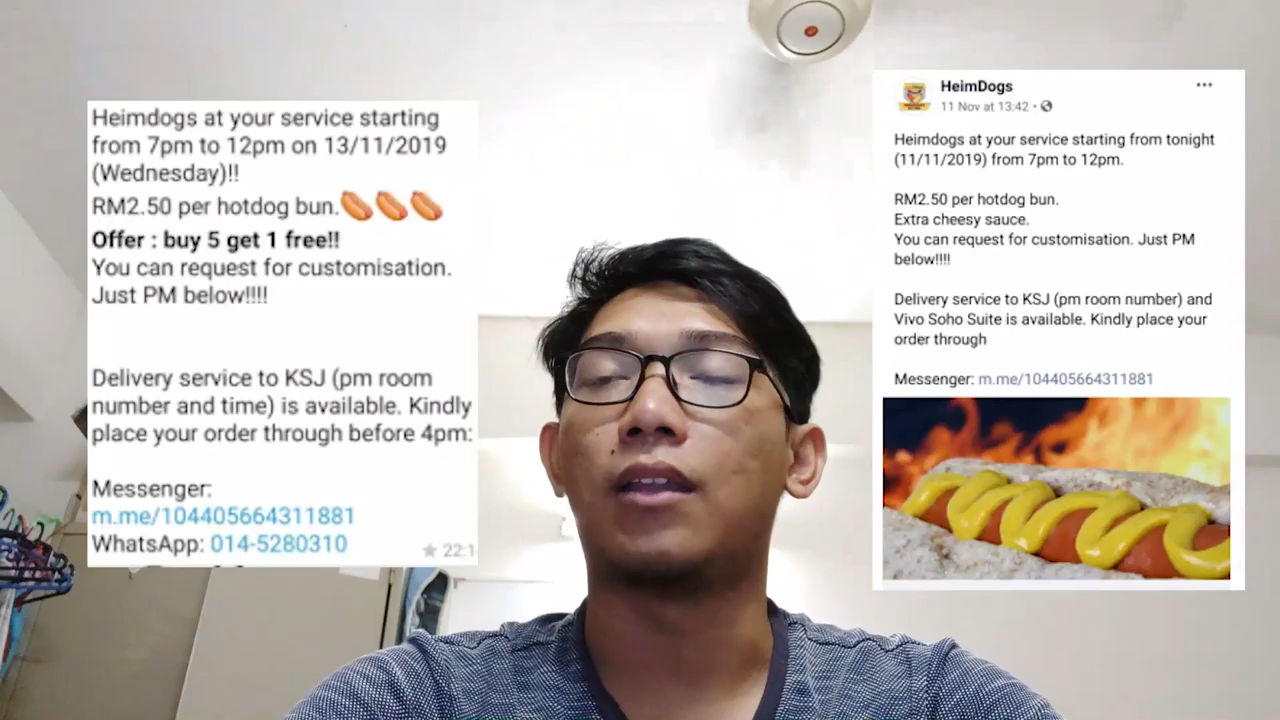 Heimdogs at your service starting
from 7pm to 12pm on 13/11/2019
(Wednesday)!!
RM2.50 per hotdog bun.🌭🌭🌭
Offer : buy 5 get 1 free!!
You can request for customisation.
Just PM below!!!!
Delivery service to KSJ (pm room
number and time) is available. Kindly
place your order through before 4pm:
Messenger:
m.me/104405664311881
WhatsApp: 014-5280310
★ 22:1
HeimDogs
11 Nov at 13:42 •
Heimdogs at your service starting from tonight
(11/11/2019) from 7pm to 12pm.
RM2.50 per hotdog bun.
Extra cheesy sauce.
You can request for customisation. Just PM
below!!!!
Delivery service to KSJ (pm room number) and
Vivo Soho Suite is available. Kindly place your
order through
Messenger: m.me/104405664311881